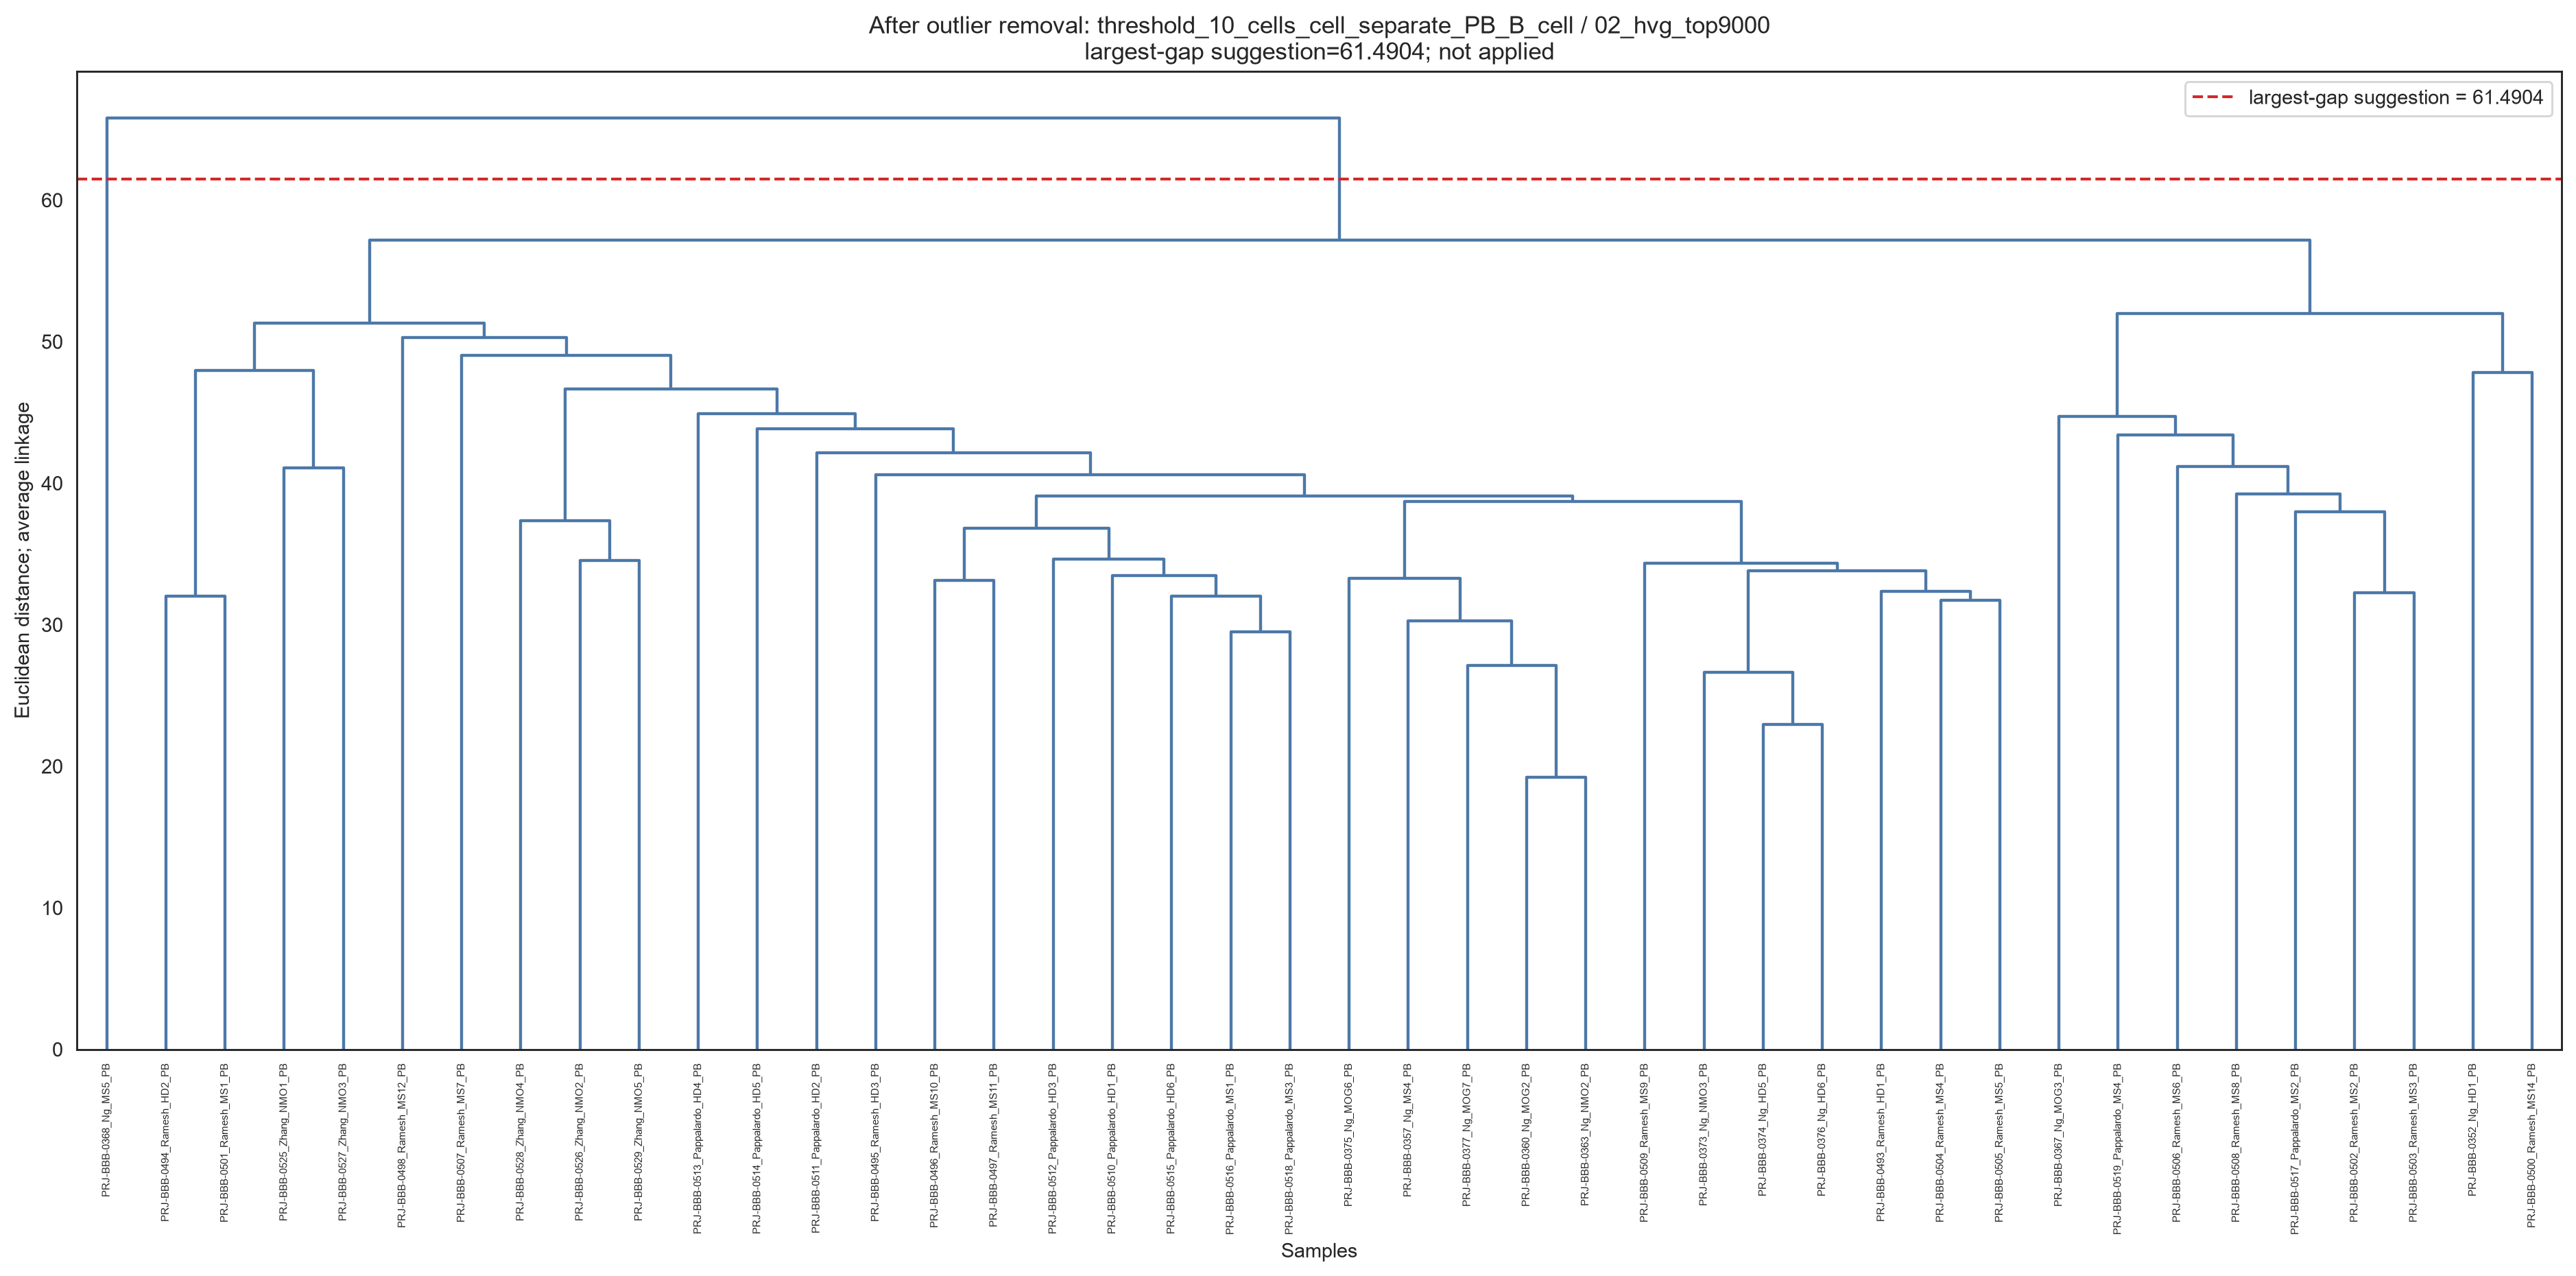 After outlier removal: threshold_10_cells_cell_separate_PB_B_cell / 02_hvg_top9000
largest-gap suggestion=61.4904; not applied
largest-gap suggestion = 61.4904
Euclidean distance; average linkage
60
50
40
30
20
10
0
PRJ-BBB-0368_Ng_MS5_PB
PRJ-BBB-0494_Ramesh_HD2_PB
PRJ-BBB-0501_Ramesh_MS1_PB
PRJ-BBB-0525_Zhang_NMO1_PB
PRJ-BBB-0527_Zhang_NMO3_PB
PRJ-BBB-0498_Ramesh_MS12_PB
PRJ-BBB-0507_Ramesh_MS7_PB
PRJ-BBB-0528_Zhang_NMO4_PB
PRJ-BBB-0526_Zhang_NMO2_PB
PRJ-BBB-0529_Zhang_NMO5_PB
PRJ-BBB-0513_Pappalardo_HD4_PB
PRJ-BBB-0514_Pappalardo_HD5_PB
PRJ-BBB-0511_Pappalardo_HD2_PB
PRJ-BBB-0495_Ramesh_HD3_PB
PRJ-BBB-0496_Ramesh_MS10_PB
PRJ-BBB-0497_Ramesh_MS11_PB
PRJ-BBB-0512_Pappalardo_HD3_PB
PRJ-BBB-0510_Pappalardo_HD1_PB
PRJ-BBB-0515_Pappalardo_HD6_PB
PRJ-BBB-0516_Pappalardo_MS1_PB
PRJ-BBB-0518_Pappalardo_MS3_PB
PRJ-BBB-0375_Ng_MOG6_PB
PRJ-BBB-0357_Ng_MS4_PB
PRJ-BBB-0377_Ng_MOG7_PB
PRJ-BBB-0360_Ng_MOG2_PB
PRJ-BBB-0363_Ng_NMO2_PB
PRJ-BBB-0509_Ramesh_MS9_PB
PRJ-BBB-0373_Ng_NMO3_PB
PRJ-BBB-0374_Ng_HD5_PB
PRJ-BBB-0376_Ng_HD6_PB
PRJ-BBB-0493_Ramesh_HD1_PB
PRJ-BBB-0504_Ramesh_MS4_PB
PRJ-BBB-0505_Ramesh_MS5_PB
PRJ-BBB-0367_Ng_MOG3_PB
PRJ-BBB-0519_Pappalardo_MS4_PB
PRJ-BBB-0506_Ramesh_MS6_PB
PRJ-BBB-0508_Ramesh_MS8_PB
PRJ-BBB-0517_Pappalardo_MS2_PB
PRJ-BBB-0502_Ramesh_MS2_PB
PRJ-BBB-0503_Ramesh_MS3_PB
PRJ-BBB-0352_Ng_HD1_PB
PRJ-BBB-0500_Ramesh_MS14_PB
Samples